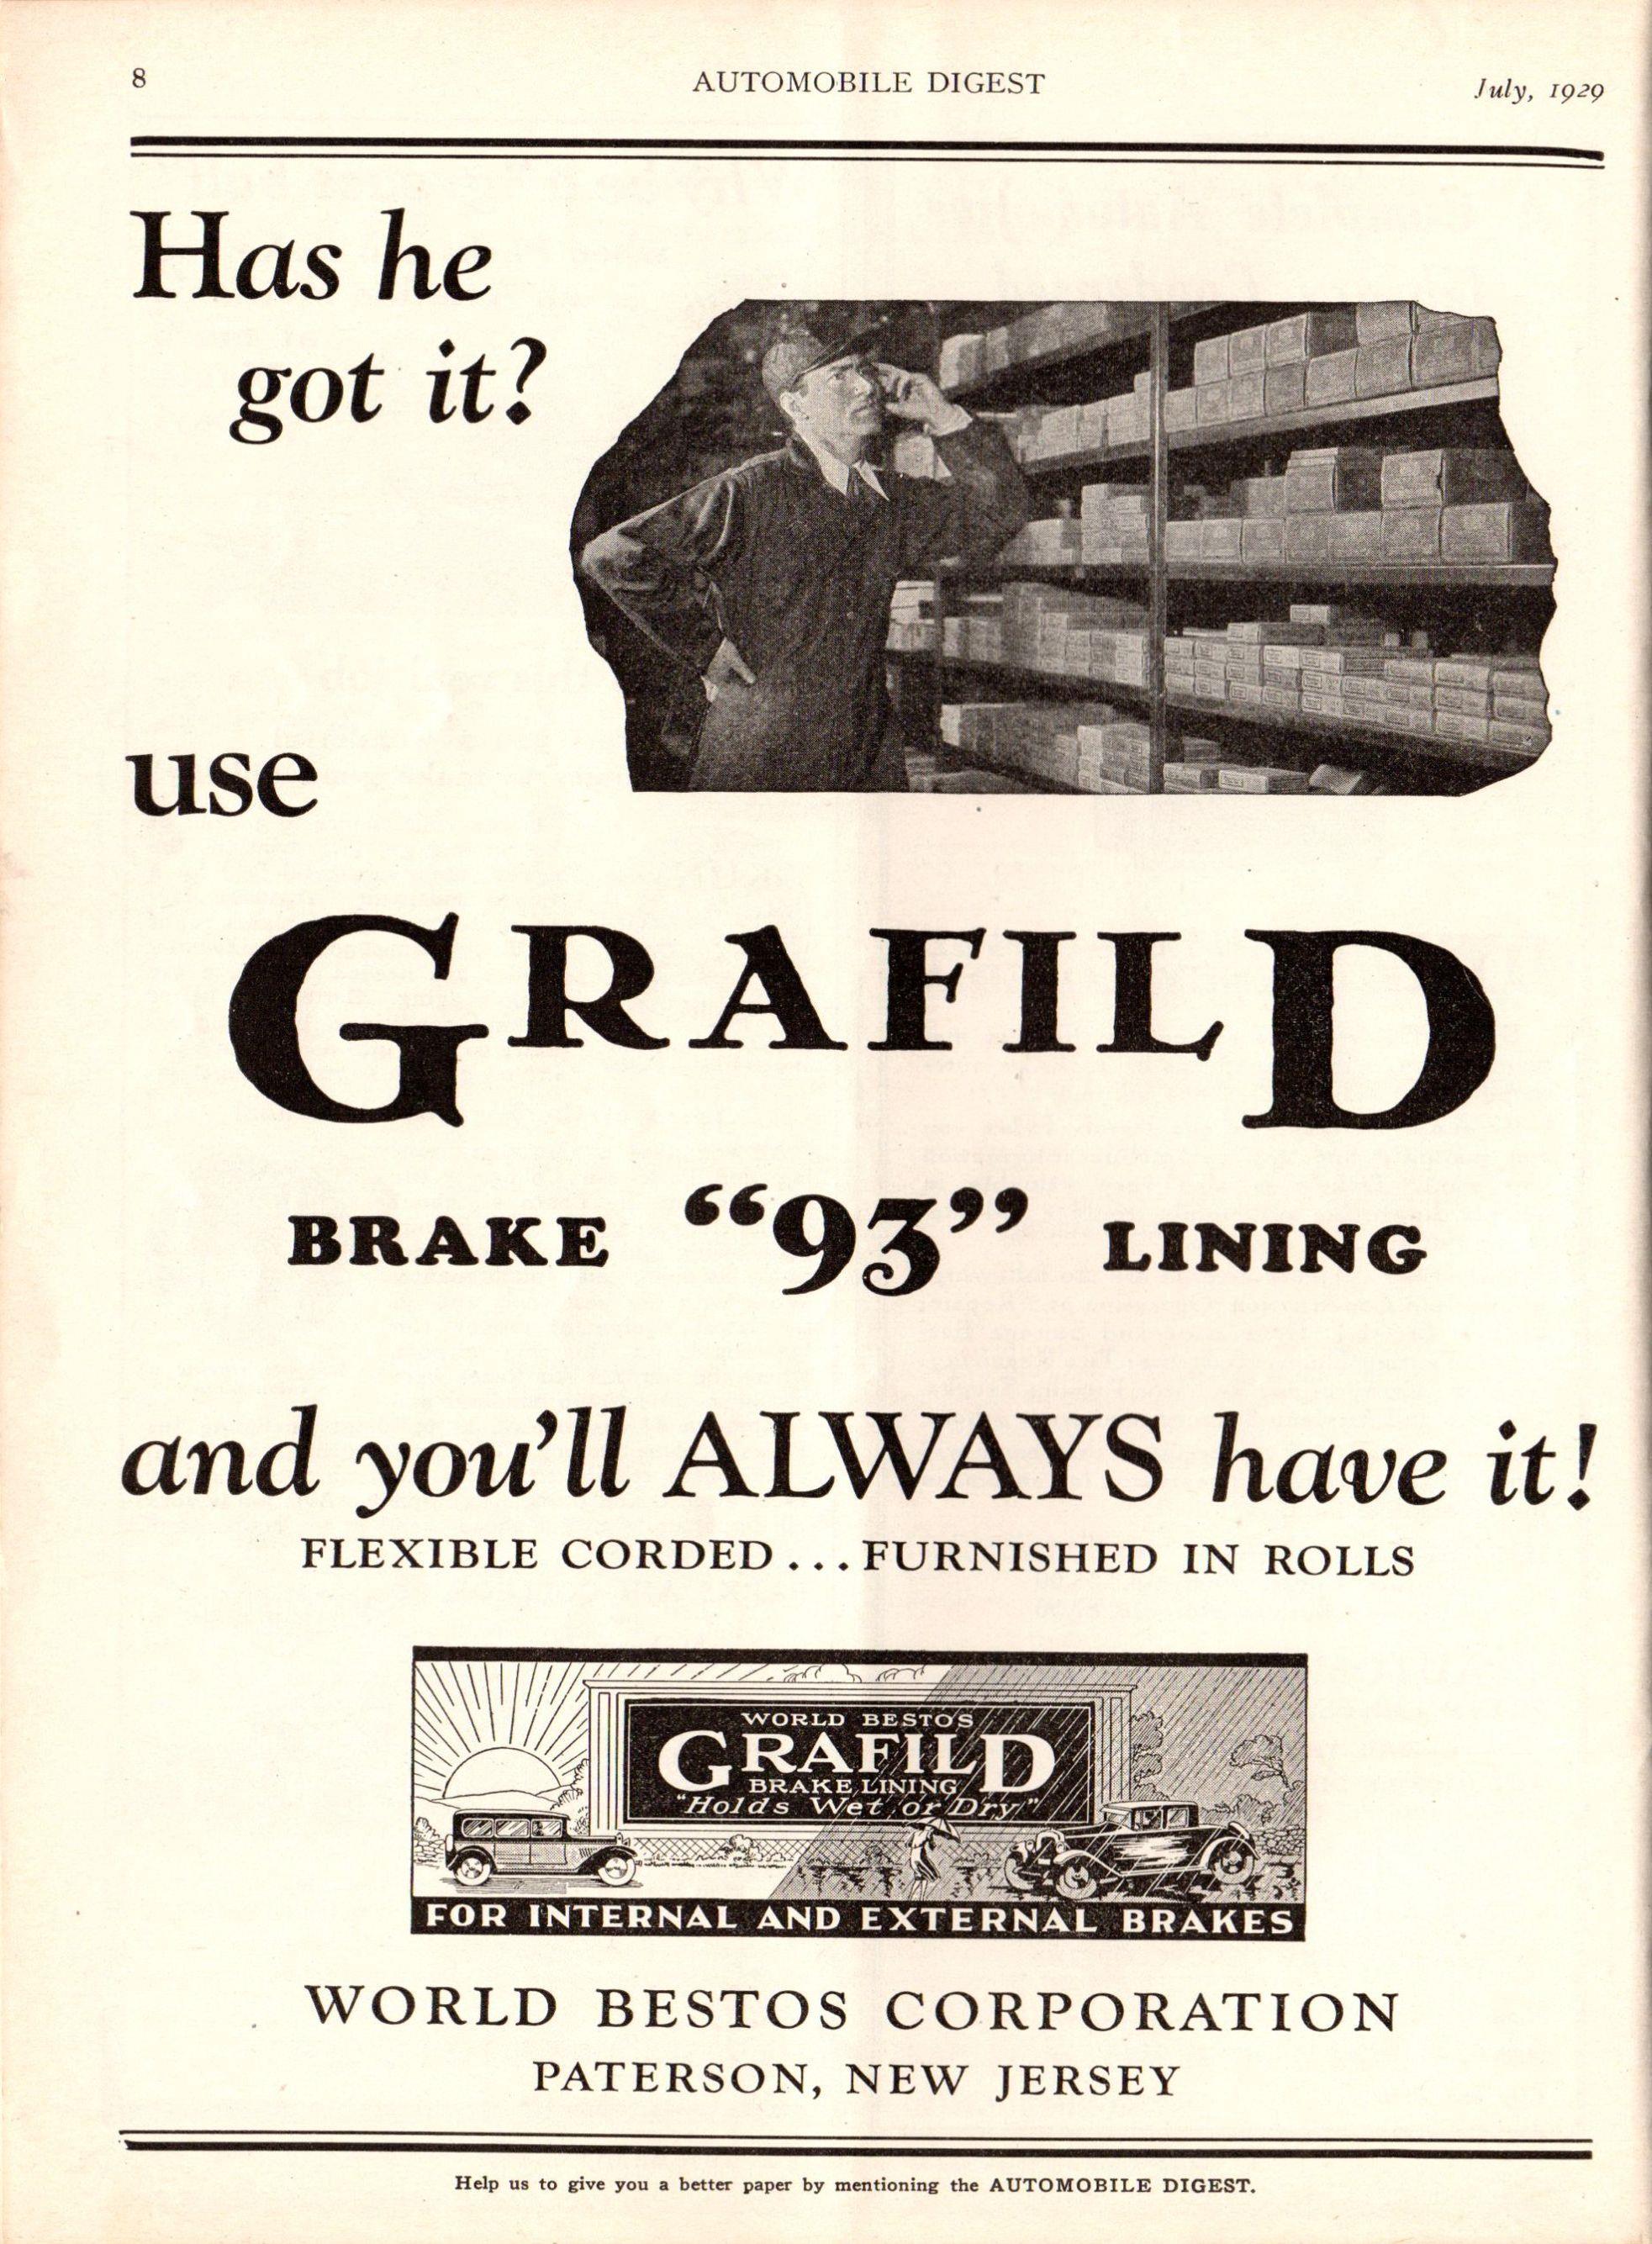 8 AUTOMOBILE DIGEST July, 1929
Has he
got it?
use
GRAFILD
BRAKE “93” LINING
and you’ll ALWAYS have it!
FLEXIBLE CORDED...FURNISHED IN ROLLS
WORLD BESTOS
GRAFILD
BRAKE LINING
“Holds Wet or Dry”
FOR INTERNAL AND EXTERNAL BRAKES
WORLD BESTOS CORPORATION
PATERSON, NEW JERSEY
Help us to give you a better paper by mentioning the AUTOMOBILE DIGEST.